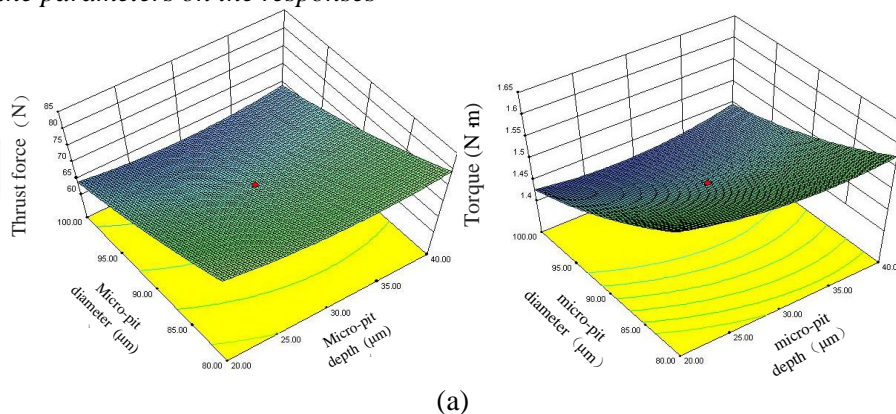 the parameters on the responses
Thrust force (N)
85
80
75
70
65
60
100.00
95.00
90.00
85.00
80.00
Micro-pit
diameter (μm)
20.00
25.00
30.00
35.00
40.00
Micro-pit
depth (μm)
Torque (N·m)
1.65
1.6
1.55
1.5
1.45
1.4
100.00
95.00
90.00
85.00
80.00
micro-pit
diameter (μm)
20.00
25.00
30.00
35.00
40.00
micro-pit
depth (μm)
(a)